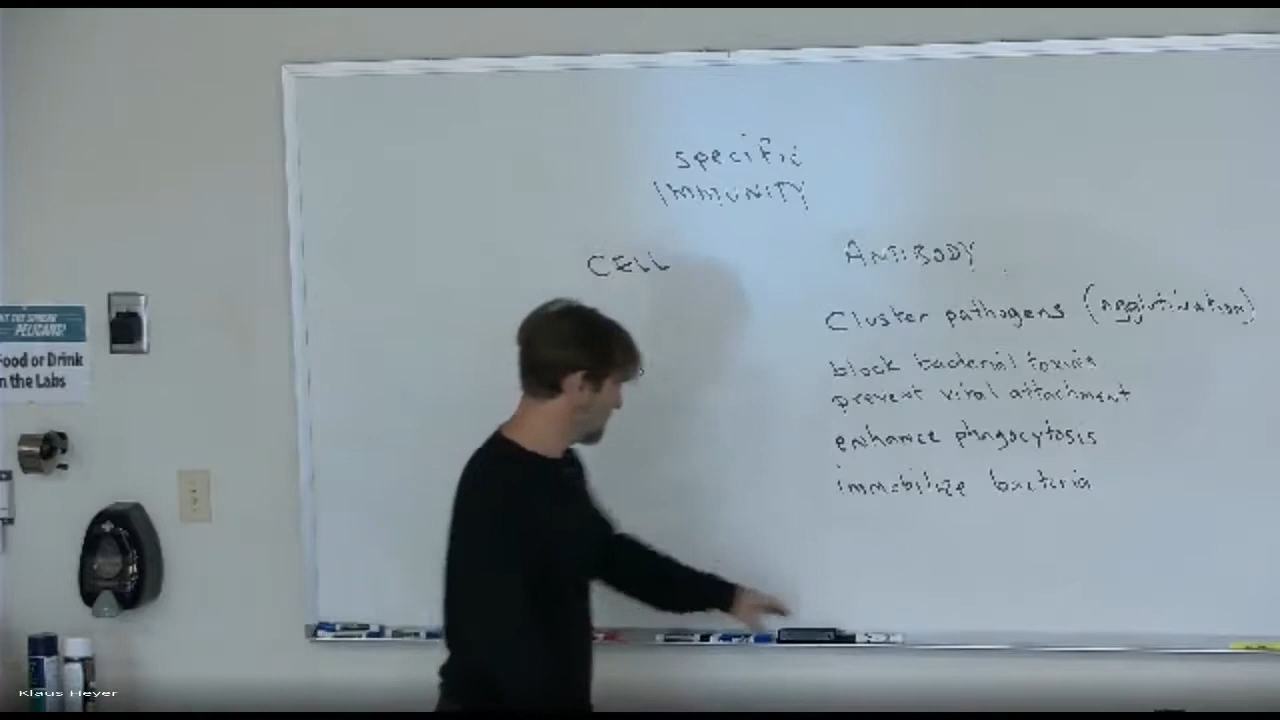 specific
IMMUNITY
CELL
ANTIBODY
Cluster pathogens (agglutination)
block bacterial toxins
prevent viral attachment
enhance phagocytosis
immobilize bacteria
PELICANS!
Food or Drink
n the Labs
Klaus Heyer